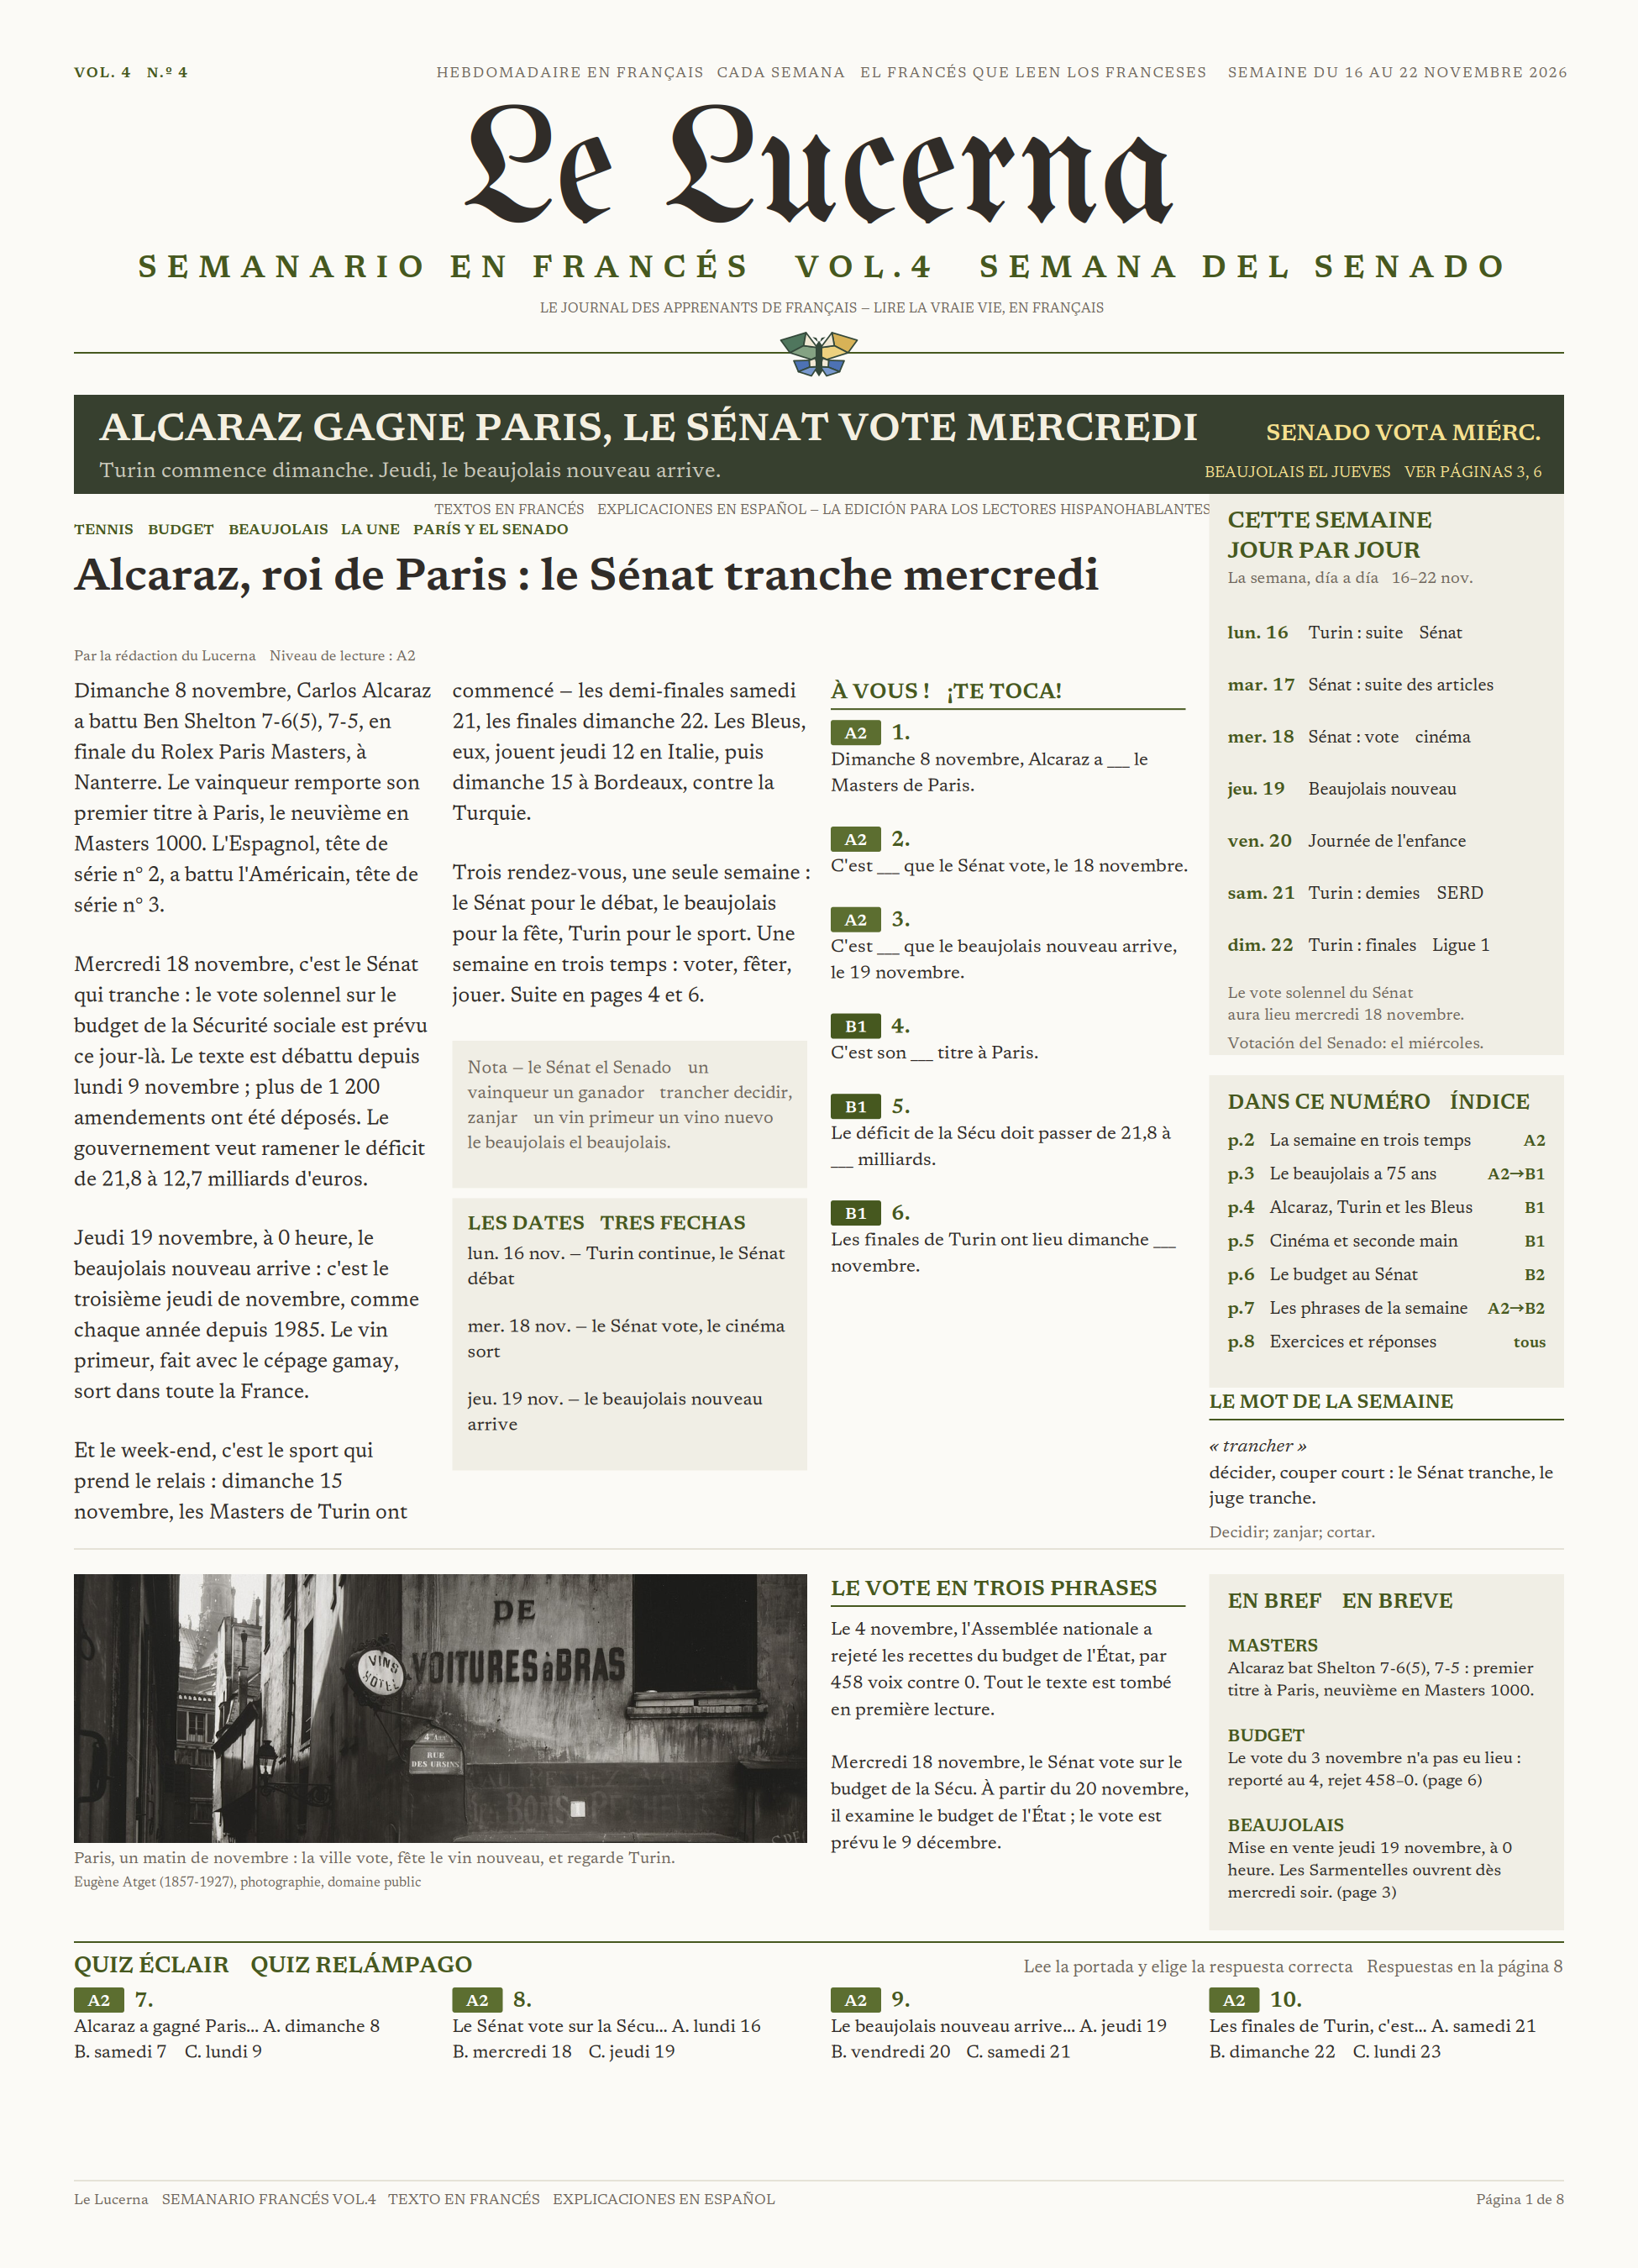 VOL. 4 N.º 4
HEBDOMADAIRE EN FRANÇAIS CADA SEMANA EL FRANCÉS QUE LEEN LOS FRANCESES SEMAINE DU 16 AU 22 NOVEMBRE 2026
Le Lucerna
SEMANARIO EN FRANCÉS VOL.4 SEMANA DEL SENADO
LE JOURNAL DES APPRENANTS DE FRANÇAIS – LIRE LA VRAIE VIE, EN FRANÇAIS
ALCARAZ GAGNE PARIS, LE SÉNAT VOTE MERCREDI
SENADO VOTA MIÉRC.
Turin commence dimanche. Jeudi, le beaujolais nouveau arrive.
BEAUJOLAIS EL JUEVES VER PÁGINAS 3, 6
TEXTOS EN FRANCÉS EXPLICACIONES EN ESPAÑOL – LA EDICIÓN PARA LOS LECTORES HISPANOHABLANTES
TENNIS BUDGET BEAUJOLAIS LA UNE PARÍS Y EL SENADO
Alcaraz, roi de Paris : le Sénat tranche mercredi
Par la rédaction du Lucerna Niveau de lecture : A2
Dimanche 8 novembre, Carlos Alcaraz
a battu Ben Shelton 7-6(5), 7-5, en
finale du Rolex Paris Masters, à
Nanterre. Le vainqueur remporte son
premier titre à Paris, le neuvième en
Masters 1000. L'Espagnol, tête de
série n° 2, a battu l'Américain, tête de
série n° 3.
Mercredi 18 novembre, c'est le Sénat
qui tranche : le vote solennel sur le
budget de la Sécurité sociale est prévu
ce jour-là. Le texte est débattu depuis
lundi 9 novembre ; plus de 1 200
amendements ont été déposés. Le
gouvernement veut ramener le déficit
de 21,8 à 12,7 milliards d'euros.
Jeudi 19 novembre, à 0 heure, le
beaujolais nouveau arrive : c'est le
troisième jeudi de novembre, comme
chaque année depuis 1985. Le vin
primeur, fait avec le cépage gamay,
sort dans toute la France.
Et le week-end, c'est le sport qui
prend le relais : dimanche 15
novembre, les Masters de Turin ont
commencé – les demi-finales samedi
21, les finales dimanche 22. Les Bleus,
eux, jouent jeudi 12 en Italie, puis
dimanche 15 à Bordeaux, contre la
Turquie.
Trois rendez-vous, une seule semaine :
le Sénat pour le débat, le beaujolais
pour la fête, Turin pour le sport. Une
semaine en trois temps : voter, fêter,
jouer. Suite en pages 4 et 6.
Nota – le Sénat el Senado un
vainqueur un ganador trancher decidir,
zanjar un vin primeur un vino nuevo
le beaujolais el beaujolais.
LES DATES TRES FECHAS
lun. 16 nov. – Turin continue, le Sénat
débat
mer. 18 nov. – le Sénat vote, le cinéma
sort
jeu. 19 nov. – le beaujolais nouveau
arrive
À VOUS ! ¡TE TOCA!
A2 1.
Dimanche 8 novembre, Alcaraz a ___ le
Masters de Paris.
A2 2.
C'est ___ que le Sénat vote, le 18 novembre.
A2 3.
C'est ___ que le beaujolais nouveau arrive,
le 19 novembre.
B1 4.
C'est son ___ titre à Paris.
B1 5.
Le déficit de la Sécu doit passer de 21,8 à
___ milliards.
B1 6.
Les finales de Turin ont lieu dimanche ___
novembre.
CETTE SEMAINE
JOUR PAR JOUR
La semana, día a día 16–22 nov.
lun. 16 Turin : suite Sénat
mar. 17 Sénat : suite des articles
mer. 18 Sénat : vote cinéma
jeu. 19 Beaujolais nouveau
ven. 20 Journée de l'enfance
sam. 21 Turin : demies SERD
dim. 22 Turin : finales Ligue 1
Le vote solennel du Sénat
aura lieu mercredi 18 novembre.
Votación del Senado: el miércoles.
DANS CE NUMÉRO ÍNDICE
p.2 La semaine en trois temps A2
p.3 Le beaujolais a 75 ans A2→B1
p.4 Alcaraz, Turin et les Bleus B1
p.5 Cinéma et seconde main B1
p.6 Le budget au Sénat B2
p.7 Les phrases de la semaine A2→B2
p.8 Exercices et réponses tous
LE MOT DE LA SEMAINE
« trancher »
décider, couper court : le Sénat tranche, le
juge tranche.
Decidir; zanjar; cortar.
DE
VOITURES à BRAS
VINS
HOTEL
4e Arr.
RUE
DES URSINS
Paris, un matin de novembre : la ville vote, fête le vin nouveau, et regarde Turin.
Eugène Atget (1857-1927), photographie, domaine public
LE VOTE EN TROIS PHRASES
Le 4 novembre, l'Assemblée nationale a
rejeté les recettes du budget de l'État, par
458 voix contre 0. Tout le texte est tombé
en première lecture.
Mercredi 18 novembre, le Sénat vote sur le
budget de la Sécu. À partir du 20 novembre,
il examine le budget de l'État ; le vote est
prévu le 9 décembre.
EN BREF EN BREVE
MASTERS
Alcaraz bat Shelton 7-6(5), 7-5 : premier
titre à Paris, neuvième en Masters 1000.
BUDGET
Le vote du 3 novembre n'a pas eu lieu :
reporté au 4, rejet 458–0. (page 6)
BEAUJOLAIS
Mise en vente jeudi 19 novembre, à 0
heure. Les Sarmentelles ouvrent dès
mercredi soir. (page 3)
QUIZ ÉCLAIR QUIZ RELÁMPAGO
Lee la portada y elige la respuesta correcta Respuestas en la página 8
A2 7.
Alcaraz a gagné Paris... A. dimanche 8
B. samedi 7 C. lundi 9
A2 8.
Le Sénat vote sur la Sécu... A. lundi 16
B. mercredi 18 C. jeudi 19
A2 9.
Le beaujolais nouveau arrive... A. jeudi 19
B. vendredi 20 C. samedi 21
A2 10.
Les finales de Turin, c'est... A. samedi 21
B. dimanche 22 C. lundi 23
Le Lucerna SEMANARIO FRANCÉS VOL.4 TEXTO EN FRANCÉS EXPLICACIONES EN ESPAÑOL
Página 1 de 8